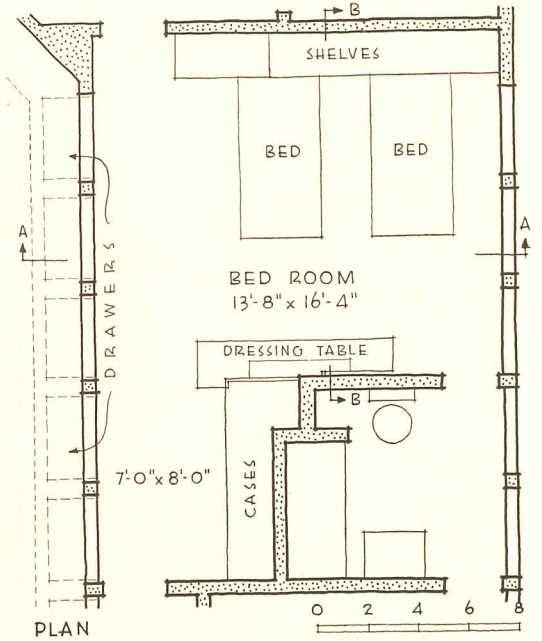 B
SHELVES
BED
BED
A
A
DRAWERS
BED ROOM
13'-8" x 16'-4"
DRESSING TABLE
B
7'-0" x 8'-0"
CASES
0 2 4 6 8
PLAN